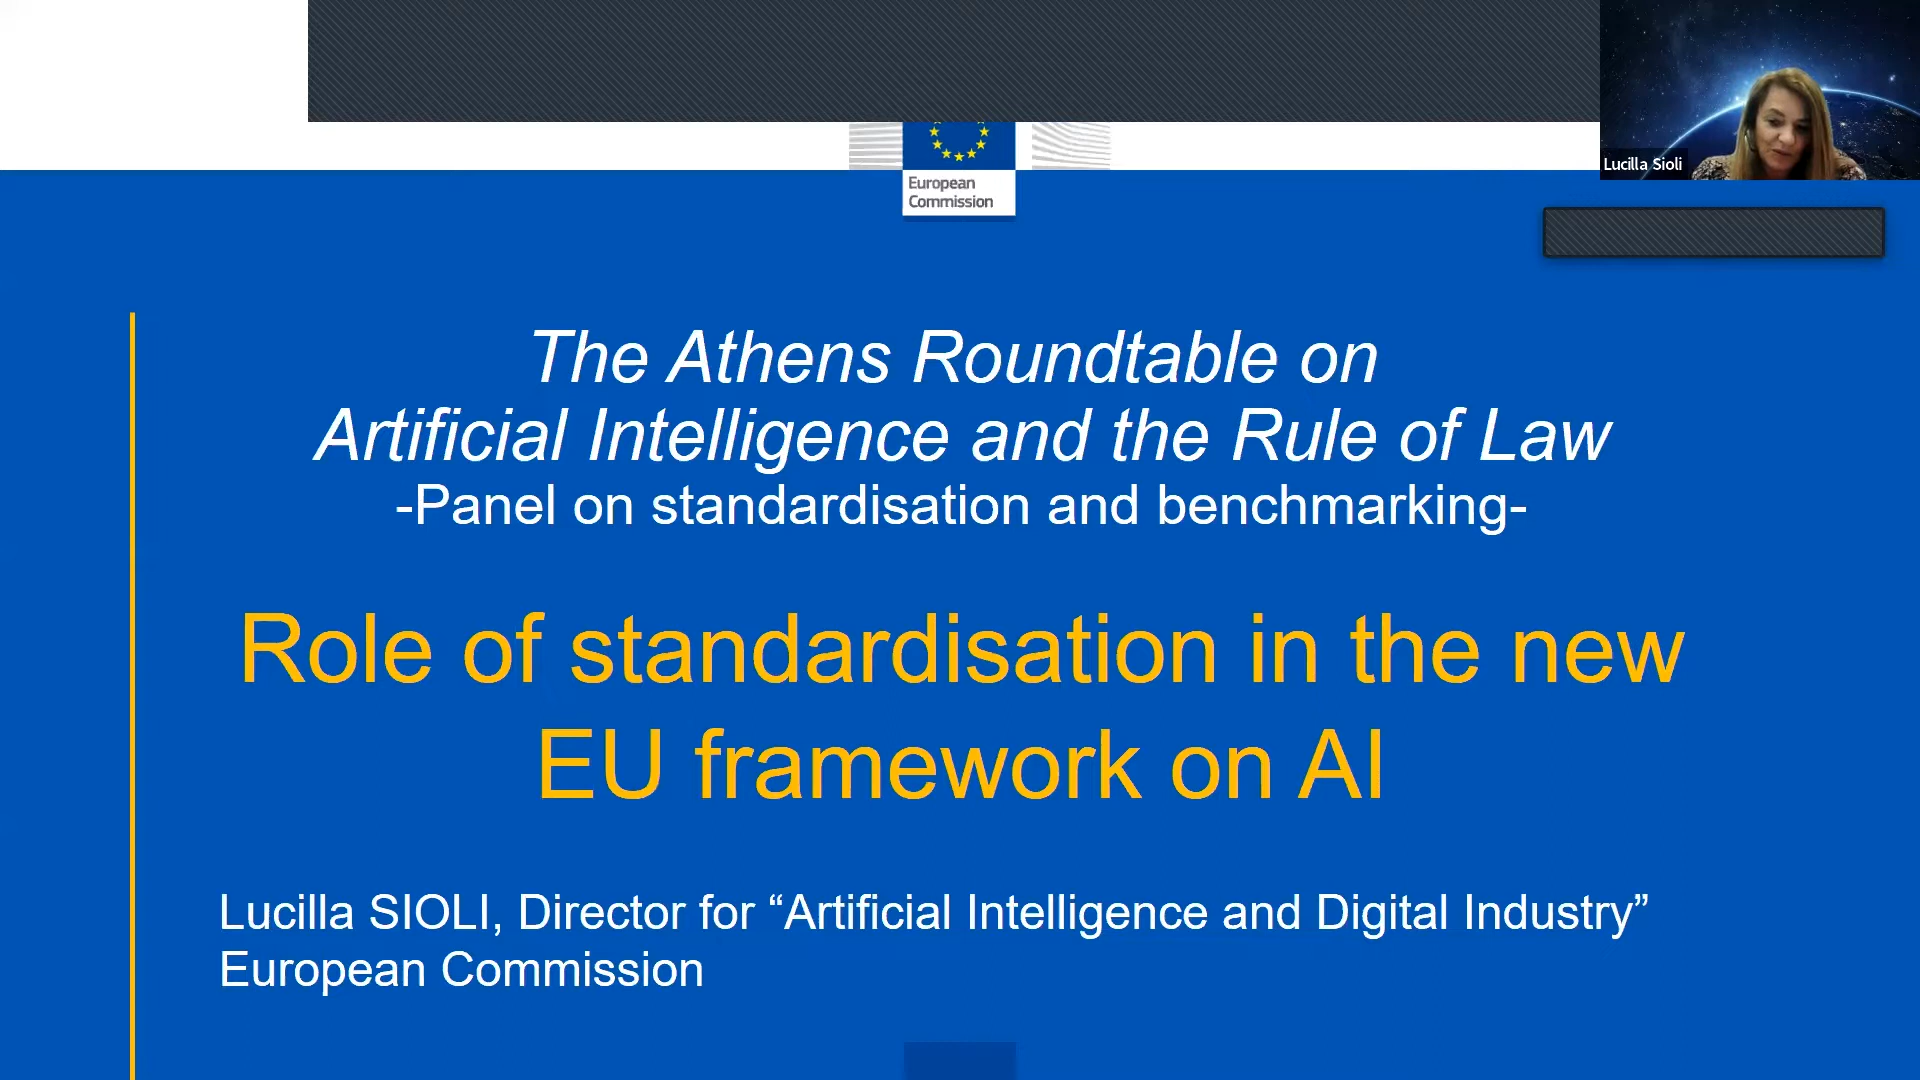 European
Commission
Lucilla Sioli
The Athens Roundtable on
Artificial Intelligence and the Rule of Law
-Panel on standardisation and benchmarking-
Role of standardisation in the new
EU framework on AI
Lucilla SIOLI, Director for “Artificial Intelligence and Digital Industry”
European Commission